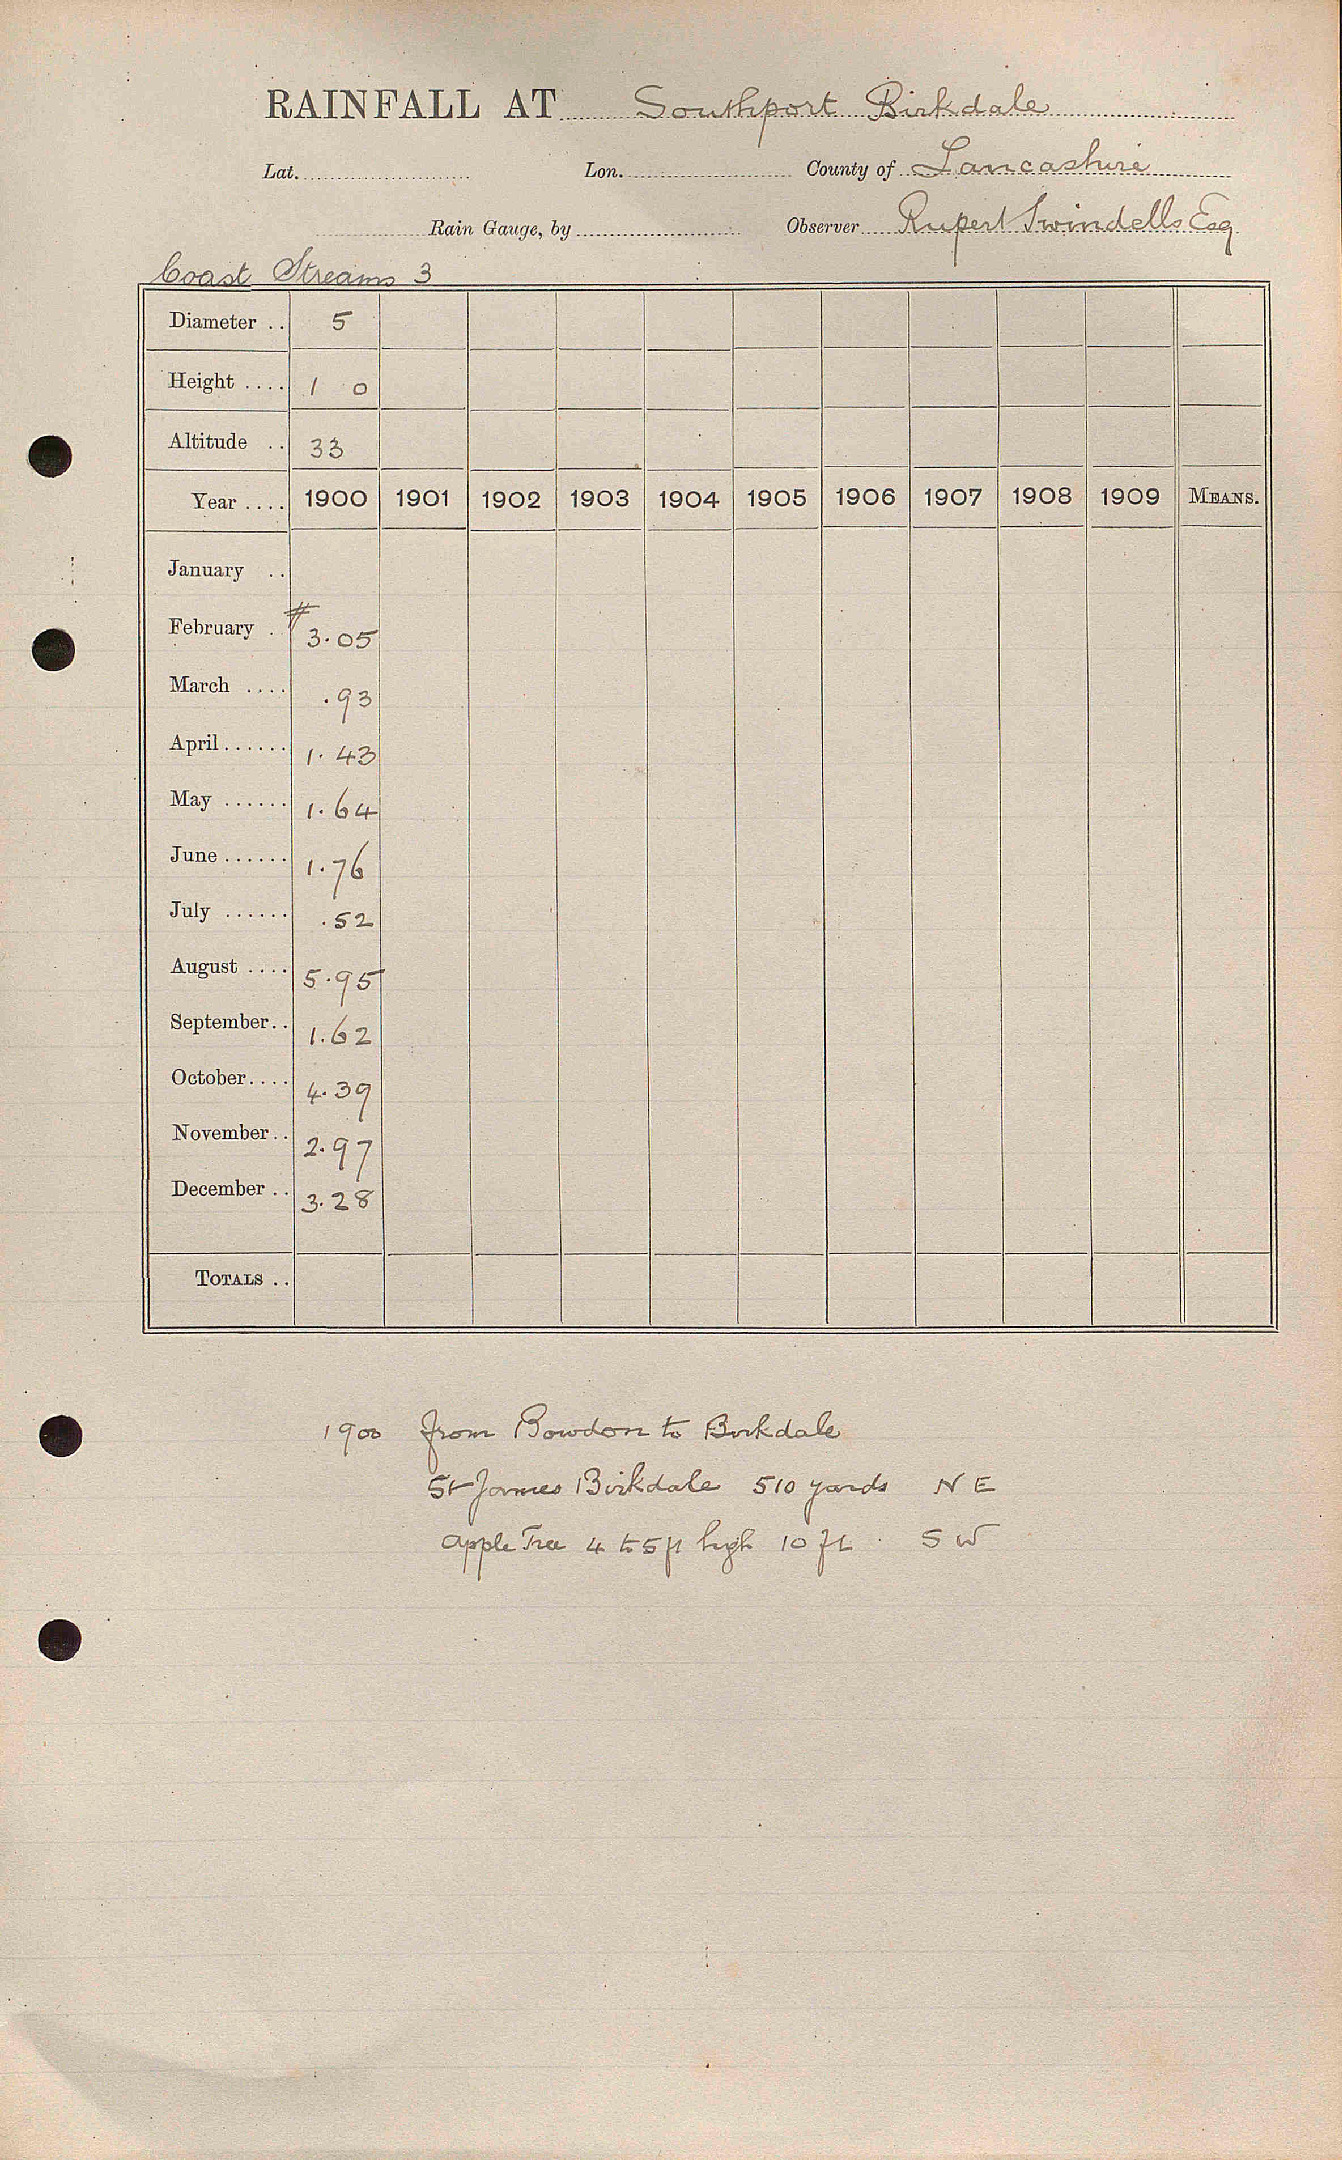 RAINFALL AT Southport Birkdale
Lat. Lon. County of Lancashire
Rain Gauge, by Observer Rupert Swindells Esq
Coast Streams 3
Diameter .. 5
Height .... 1 0
Altitude .. 33
Year .... 1900 1901 1902 1903 1904 1905 1906 1907 1908 1909 MEANS.
January ..
February . # 3.05
March .... .93
April ...... 1.43
May ...... 1.64
June ...... 1.76
July ...... .52
August .... 5.95
September.. 1.62
October.... 4.39
November.. 2.97
December .. 3.28
TOTALS ..
1900 from Bowdon to Birkdale
St James Birkdale 510 yards N E
apple Tree 4 to 5 ft high 10 ft. S W